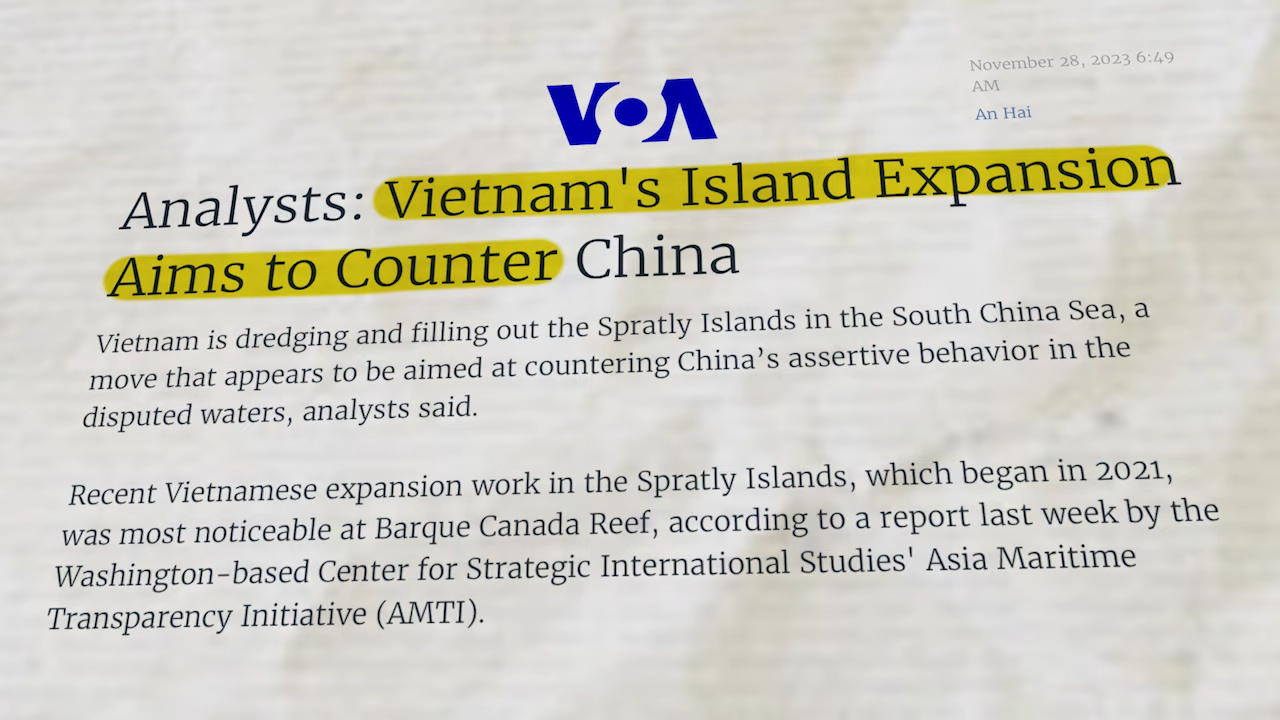 November 28, 2023 6:49
AM
An Hai
VOA
Analysts: Vietnam's Island Expansion
Aims to Counter China
Vietnam is dredging and filling out the Spratly Islands in the South China Sea, a
move that appears to be aimed at countering China’s assertive behavior in the
disputed waters, analysts said.
Recent Vietnamese expansion work in the Spratly Islands, which began in 2021,
was most noticeable at Barque Canada Reef, according to a report last week by the
Washington-based Center for Strategic International Studies' Asia Maritime
Transparency Initiative (AMTI).